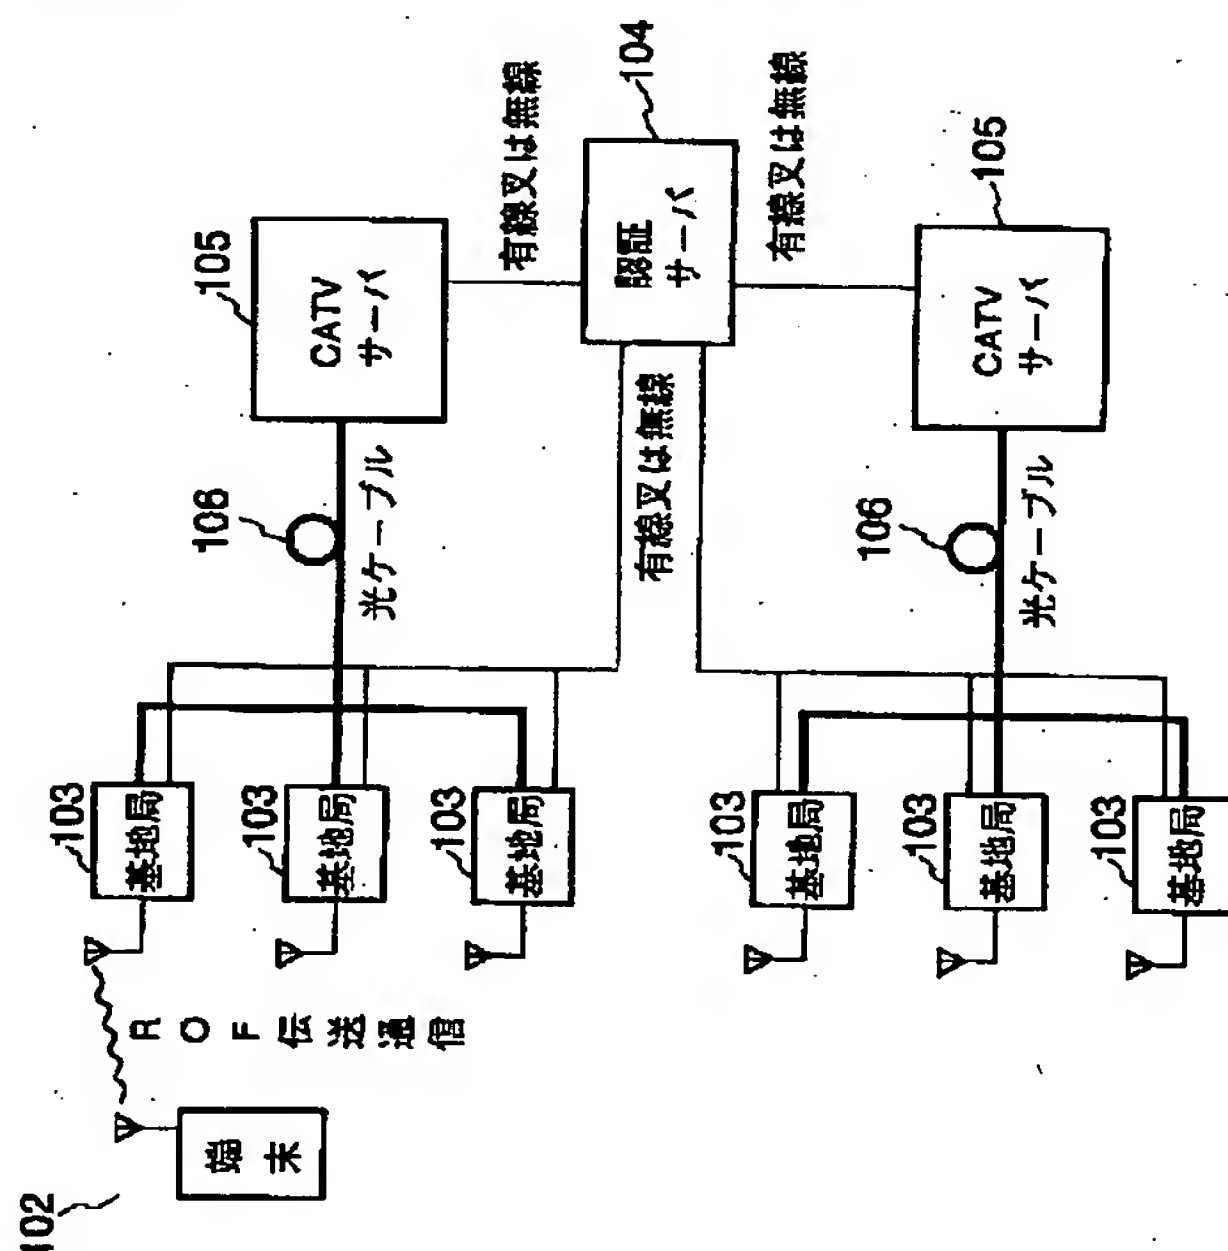 102
端末
ROF伝送通信
103
基地局
103
基地局
103
基地局
103
基地局
103
基地局
103
基地局
106
光ケーブル
105
CATV
サーバ
有線又は無線
有線又は無線
104
認証
サーバ
有線又は無線
106
光ケーブル
105
CATV
サーバ